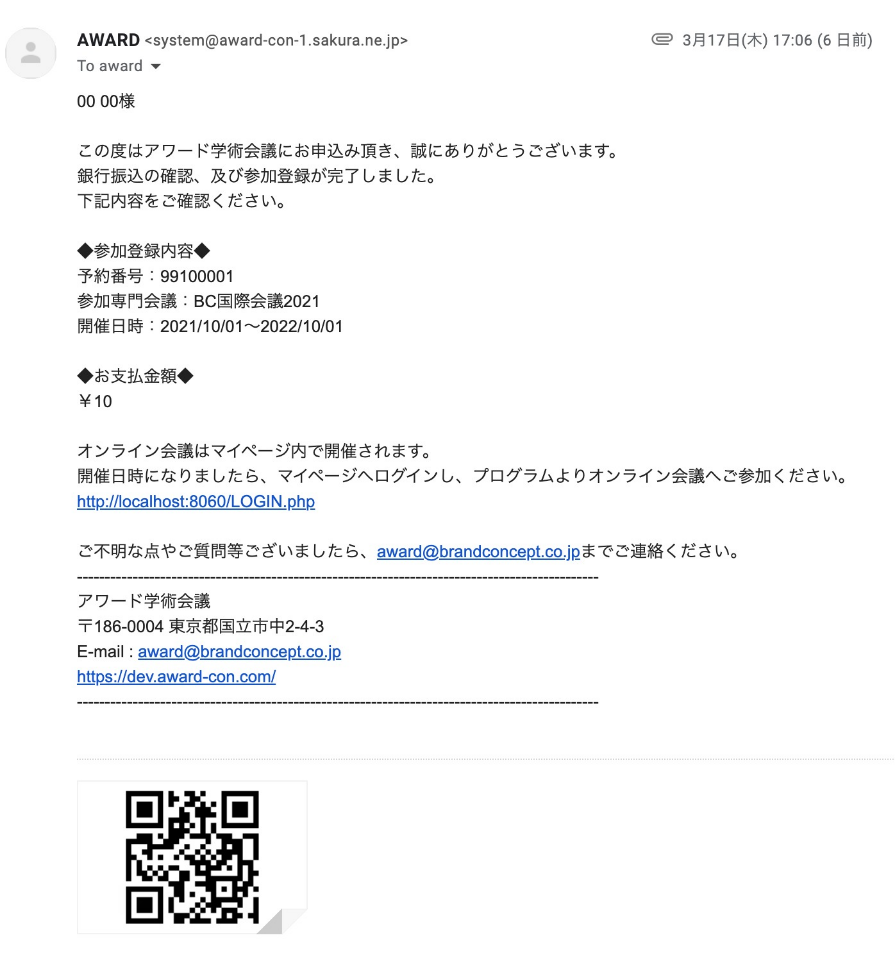 AWARD <system@award-con-1.sakura.ne.jp>
3月17日(木) 17:06 (6 日前)
To award
00 00様
この度はアワード学術会議にお申込み頂き、誠にありがとうございます。
銀行振込の確認、及び参加登録が完了しました。
下記内容をご確認ください。
◆参加登録内容◆
予約番号：99100001
参加専門会議：BC国際会議2021
開催日時：2021/10/01〜2022/10/01
◆お支払金額◆
￥10
オンライン会議はマイページ内で開催されます。
開催日時になりましたら、マイページへログインし、プログラムよりオンライン会議へご参加ください。
http://localhost:8060/LOGIN.php
ご不明な点やご質問等ございましたら、award@brandconcept.co.jpまでご連絡ください。
-----------------------------------------------------------------------------------------------
アワード学術会議
〒186-0004 東京都国立市中2-4-3
E-mail : award@brandconcept.co.jp
https://dev.award-con.com/
-----------------------------------------------------------------------------------------------